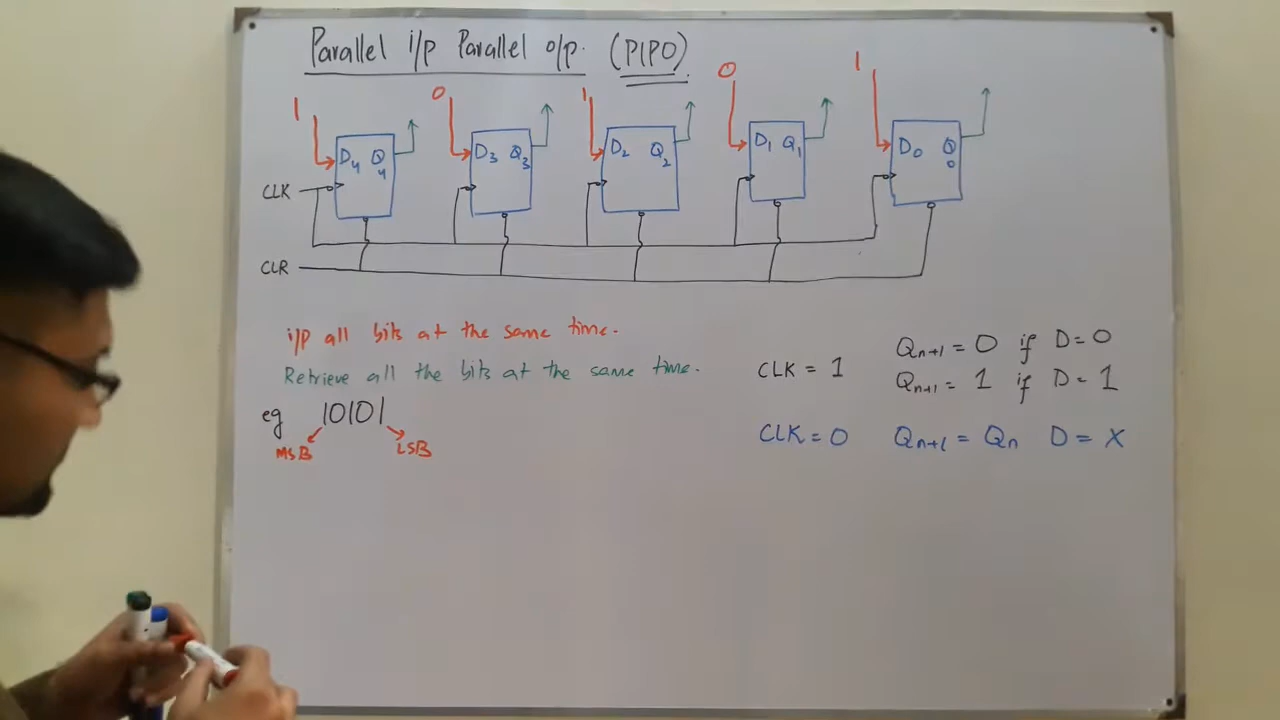 Parallel i/p Parallel o/p. (PIPO)
1 0 1 0 1
D4 Q4 D3 Q3 D2 Q2 D1 Q1 D0 Q0
CLK
CLR
i/p all bits at the same time.
Retrieve all the bits at the same time.
eg 10101
MSB LSB
CLK = 1
Qn+1 = 0 if D = 0
Qn+1 = 1 if D = 1
CLK = 0 Qn+1 = Qn D = X